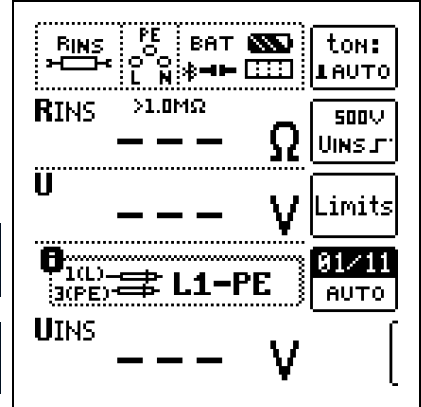 RINS PE BAT
L N
tON:
AUTO
RINS >1.0MΩ
--- Ω
500V
UINS
U
--- V
Limits
1(L)
3(PE) L1-PE
01/11
AUTO
UINS
--- V